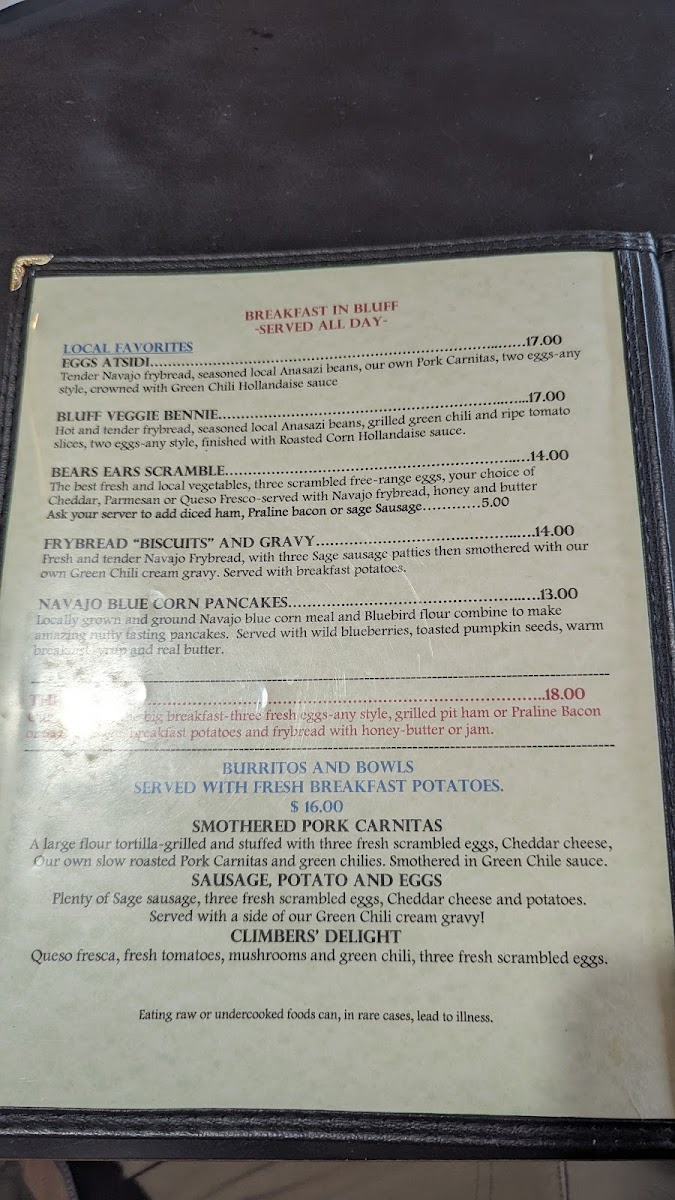 BREAKFAST IN BLUFF
-SERVED ALL DAY-
LOCAL FAVORITES
EGGS ATSIDI.................................................................17.00
Tender Navajo frybread, seasoned local Anasazi beans, our own Pork Carnitas, two eggs-any
style, crowned with Green Chili Hollandaise sauce
BLUFF VEGGIE BENNIE.......................................................17.00
Hot and tender frybread, seasoned local Anasazi beans, grilled green chili and ripe tomato
slices, two eggs-any style, finished with Roasted Corn Hollandaise sauce.
BEARS EARS SCRAMBLE.......................................................14.00
The best fresh and local vegetables, three scrambled free-range eggs, your choice of
Cheddar, Parmesan or Queso Fresco-served with Navajo frybread, honey and butter
Ask your server to add diced ham, Praline bacon or sage Sausage............5.00
FRYBREAD "BISCUITS" AND GRAVY..........................................14.00
Fresh and tender Navajo Frybread, with three Sage sausage patties then smothered with our
own Green Chili cream gravy. Served with breakfast potatoes.
NAVAJO BLUE CORN PANCAKES...............................................13.00
Locally grown and ground Navajo blue corn meal and Bluebird flour combine to make
amazing nutty tasting pancakes. Served with wild blueberries, toasted pumpkin seeds, warm
breakfast syrup and real butter.
.................................................................18.00
big breakfast-three fresh eggs-any style, grilled pit ham or Praline Bacon
breakfast potatoes and frybread with honey-butter or jam.
BURRITOS AND BOWLS
SERVED WITH FRESH BREAKFAST POTATOES.
$ 16.00
SMOTHERED PORK CARNITAS
A large flour tortilla-grilled and stuffed with three fresh scrambled eggs, Cheddar cheese,
Our own slow roasted Pork Carnitas and green chilies. Smothered in Green Chile sauce.
SAUSAGE, POTATO AND EGGS
Plenty of Sage sausage, three fresh scrambled eggs, Cheddar cheese and potatoes.
Served with a side of our Green Chili cream gravy!
CLIMBERS' DELIGHT
Queso fresca, fresh tomatoes, mushrooms and green chili, three fresh scrambled eggs.
Eating raw or undercooked foods can, in rare cases, lead to illness.